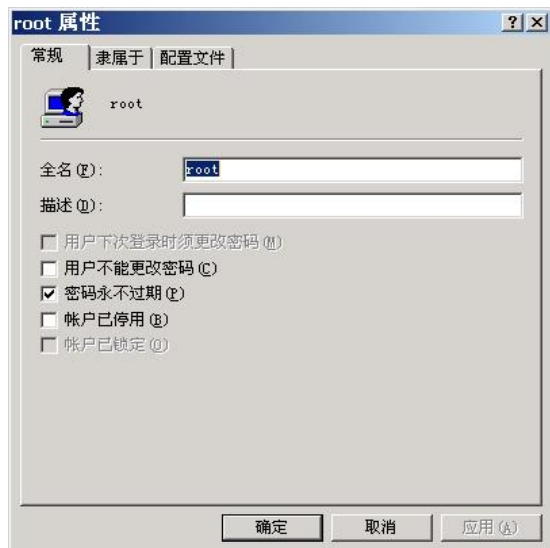 root 属性
常规 隶属于 配置文件
root
全名(F): root
描述(D):
用户下次登录时须更改密码(M)
用户不能更改密码(C)
密码永不过期(P)
帐户已停用(B)
帐户已锁定(O)
确定 取消 应用(A)